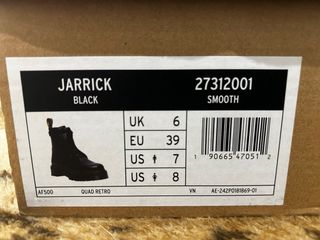 JARRICK
BLACK
27312001
SMOOTH
UK 6
EU 39
US 7
US 8
1 90665 47051 2
AF500
QUAD RETRO
VN
AE-242P0181869-01